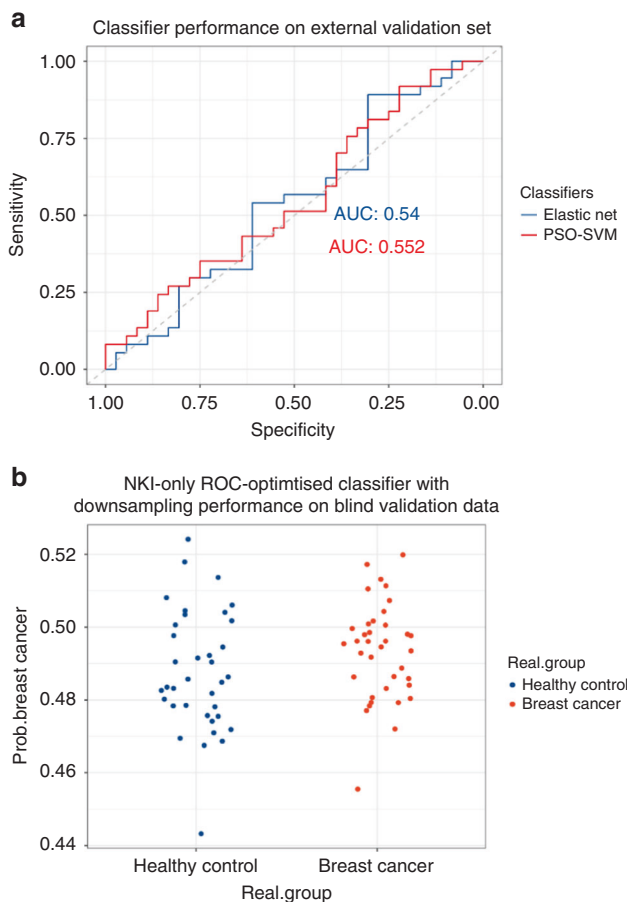 a
Classifier performance on external validation set
1.00
0.75
0.50
0.25
0.00
Sensitivity
AUC: 0.54
AUC: 0.552
1.00 0.75 0.50 0.25 0.00
Specificity
Classifiers
Elastic net
PSO-SVM
b
NKI-only ROC-optimtised classifier with
downsampling performance on blind validation data
0.52
0.50
0.48
0.46
0.44
Prob.breast cancer
Healthy control Breast cancer
Real.group
Real.group
Healthy control
Breast cancer